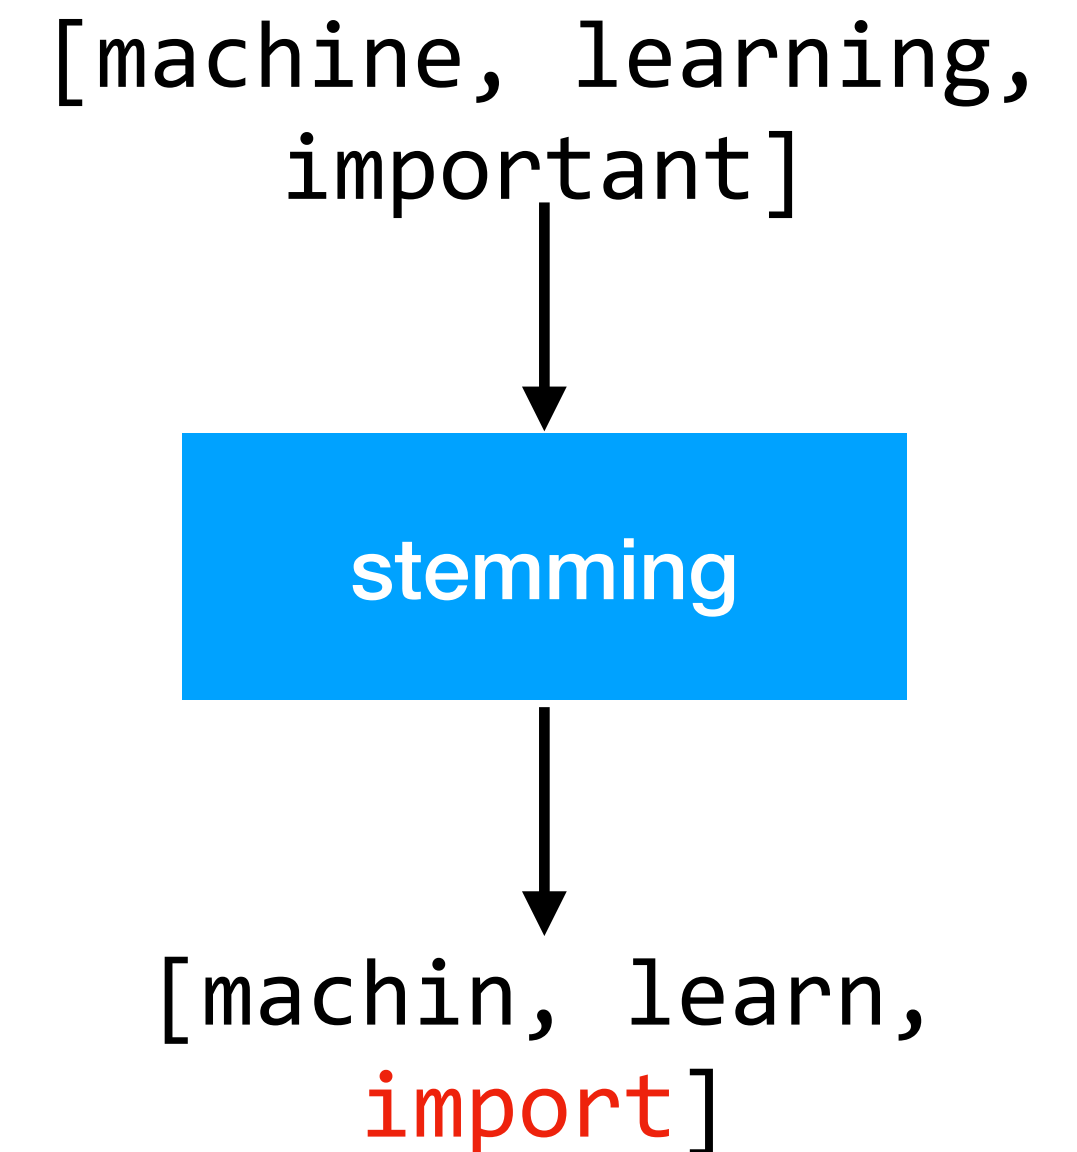 [machine, learning,
important]
stemming
[machin, learn,
import]